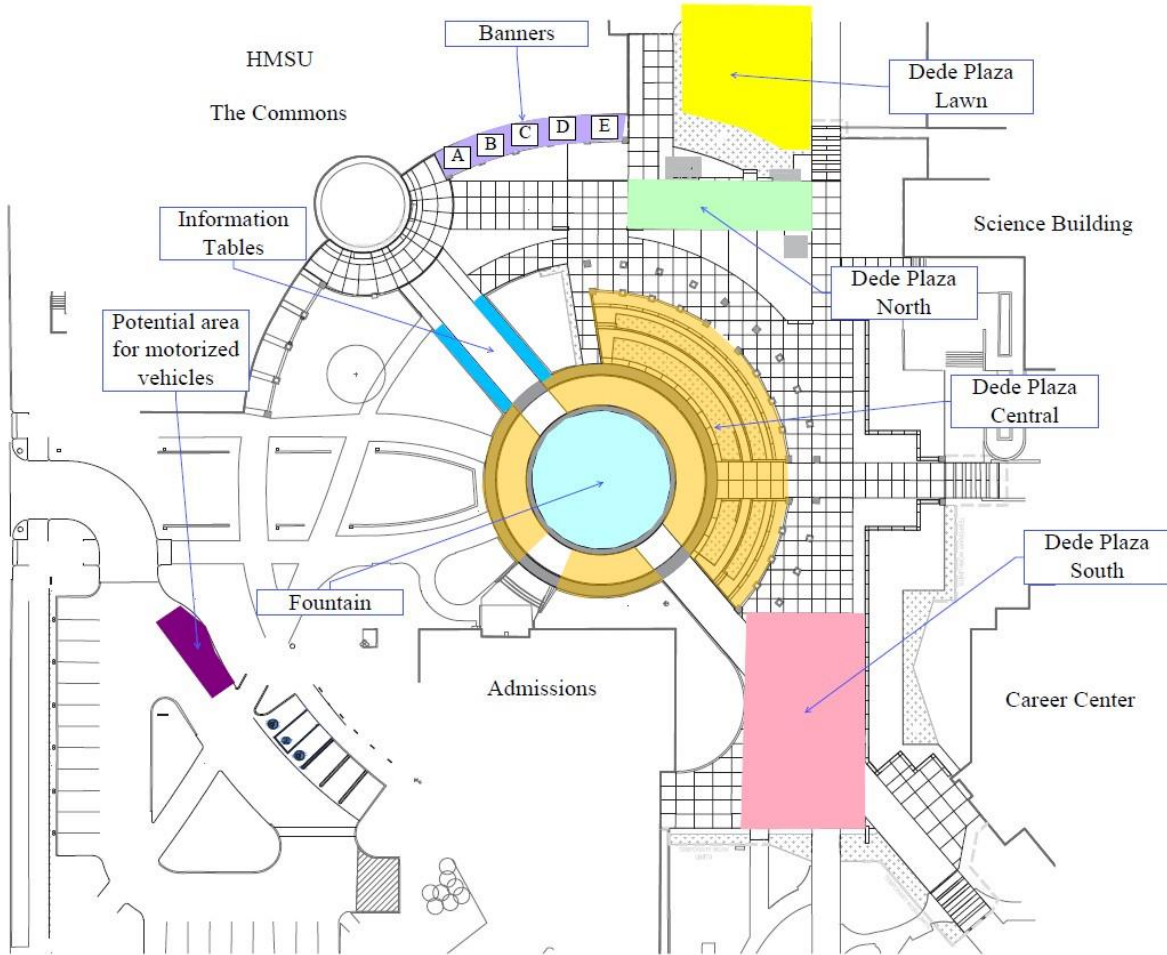 Banners
HMSU
The Commons
Dede Plaza
Lawn
A
B
C
D
E
Information
Tables
Science Building
Dede Plaza
North
Potential area
for motorized
vehicles
Dede Plaza
Central
Dede Plaza
South
Fountain
Admissions
Career Center